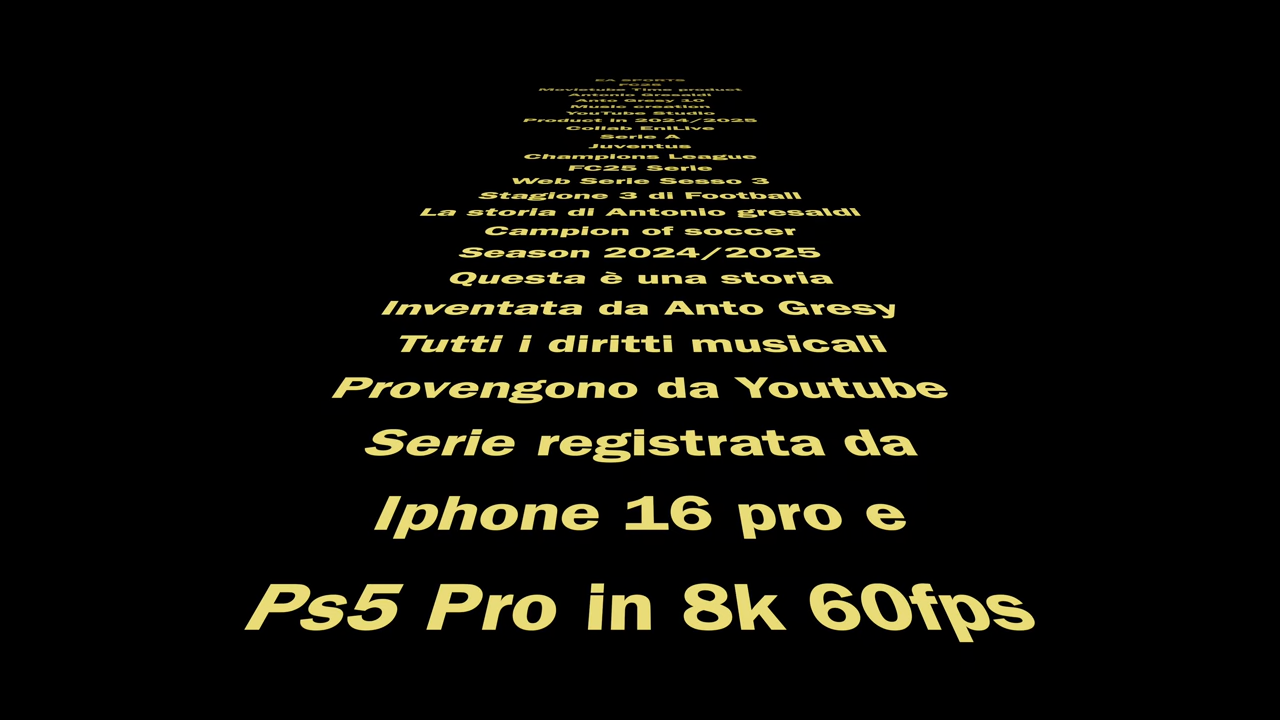 EA SPORTS
FC25
Movietube Time product
Antonio Gresaldi
Anto Gresy 10
Music creation
YouTube Studio
Product in 2024/2025
Collab EniLive
Serie A
Juventus
Champions League
FC25 Serie
Web Serie Sesso 3
Stagione 3 di Football
La storia di Antonio gresaldi
Campion of soccer
Season 2024/2025
Questa è una storia
Inventata da Anto Gresy
Tutti i diritti musicali
Provengono da Youtube
Serie registrata da
Iphone 16 pro e
Ps5 Pro in 8k 60fps